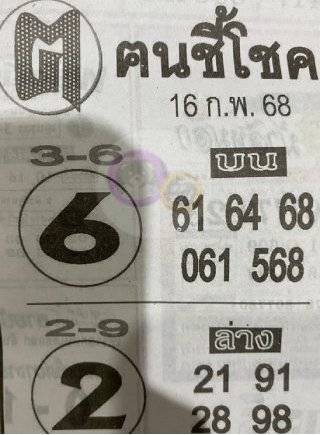 ฅ ฅนชี้โชค
16 ก.พ. 68
3-6 บน
6 61 64 68
061 568
2-9 ล่าง
2 21 91
28 98